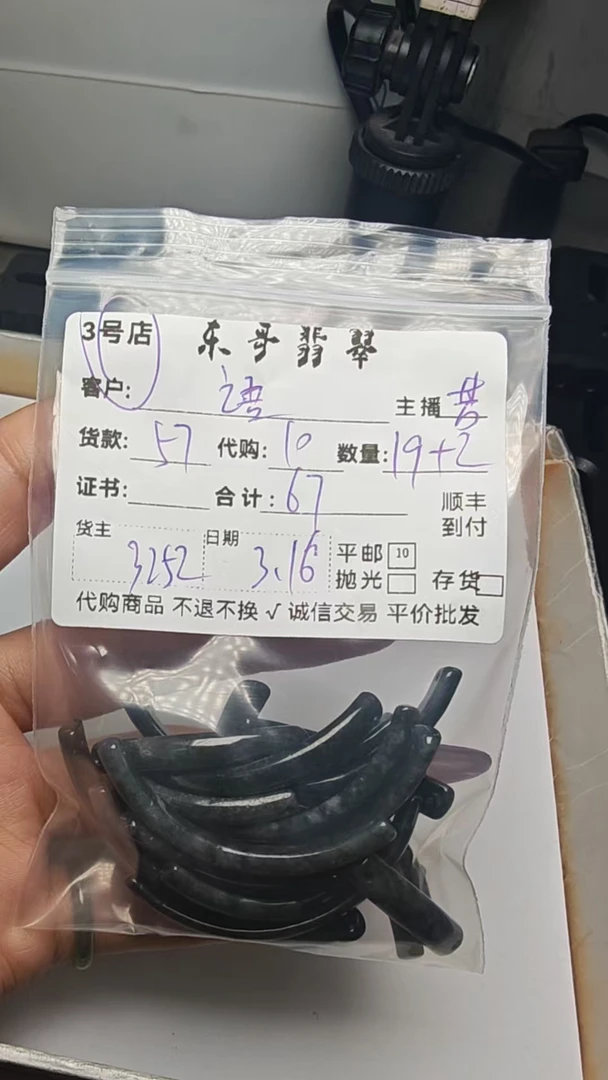 3号店 东哥翡翠
客户: 语 主播
货款: 57 代购: 10 数量: 19+2
证书: 合计: 67 顺丰到付
货主 3252 日期 3.16 平邮 10
抛光 存货
代购商品 不退不换 √ 诚信交易 平价批发